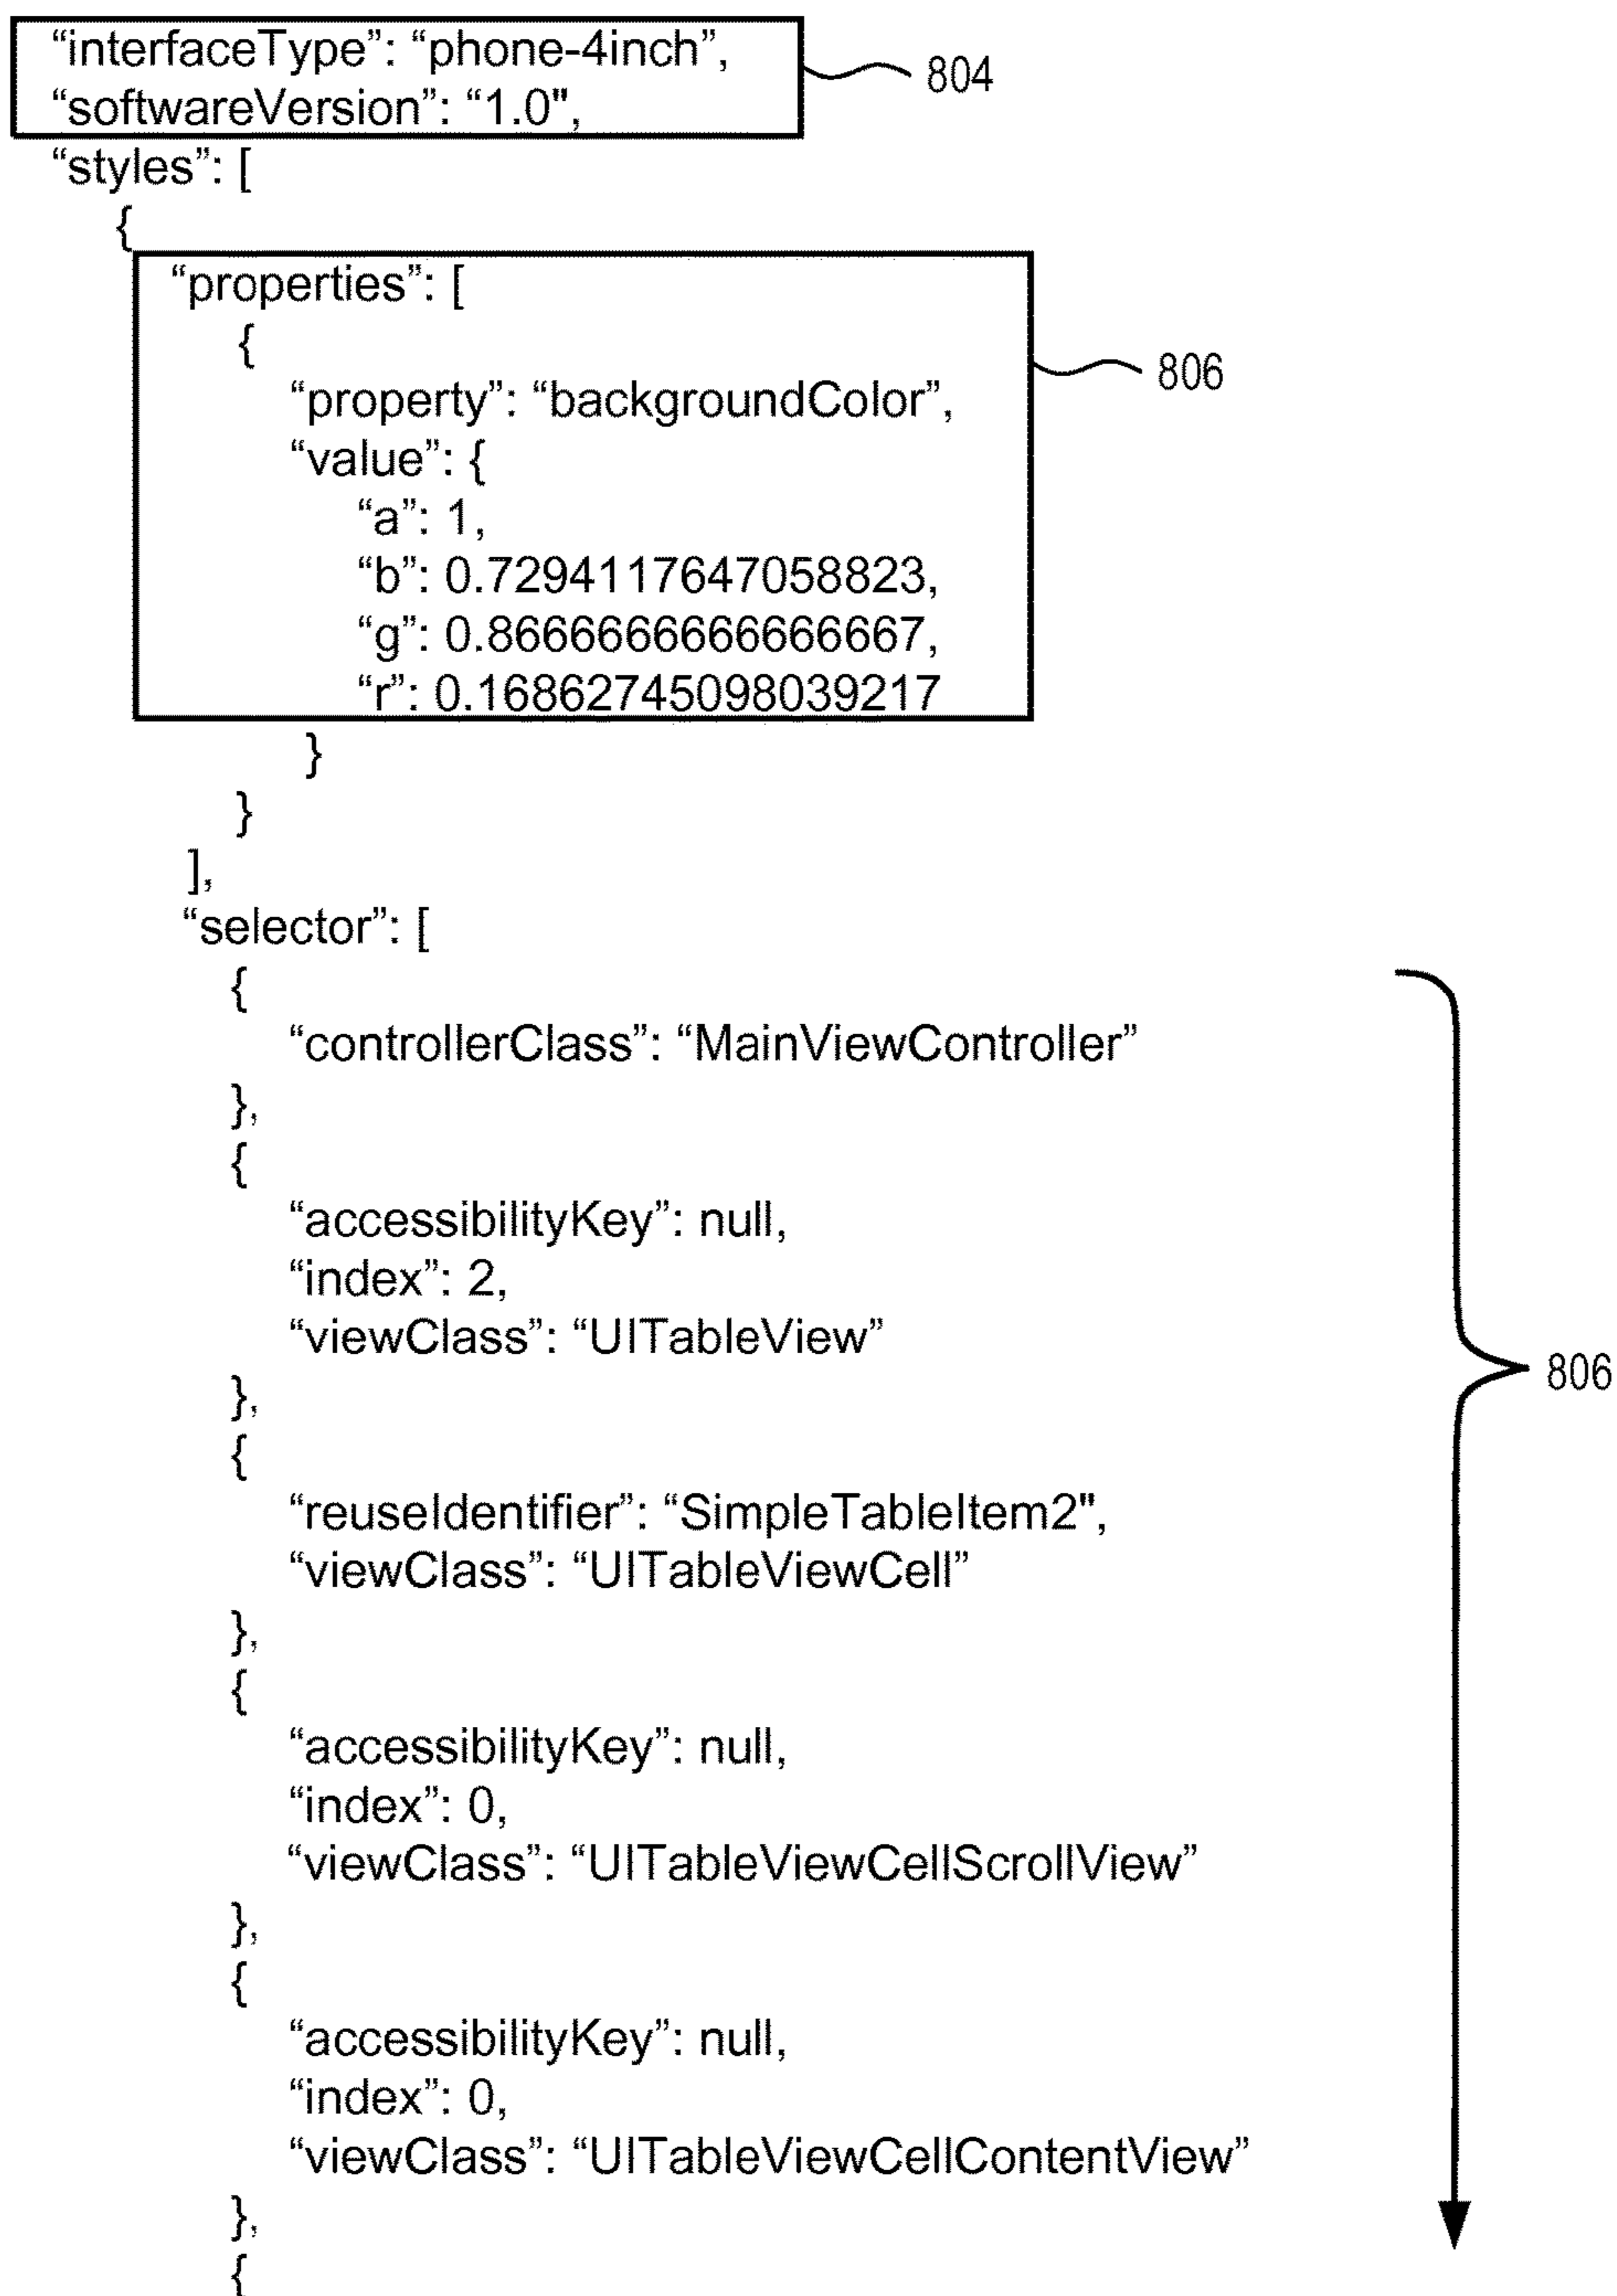 “interfaceType”: “phone-4inch”,
804
“softwareVersion”: “1.0",
“styles”: [
{
“properties”: [
{
806
“property”: “backgroundColor”,
“value”: {
“a”: 1,
“b”: 0.7294117647058823,
“g”: 0.8666666666666667,
“r”: 0.16862745098039217
}
}
],
“selector”: [
{
“controllerClass”: “MainViewController”
},
{
“accessibilityKey”: null,
“index”: 2,
“viewClass”: “UITableView”
806
},
{
“reuseIdentifier”: “SimpleTableItem2",
“viewClass”: “UITableViewCell”
},
{
“accessibilityKey”: null,
“index”: 0,
“viewClass”: “UITableViewCellScrollView”
},
{
“accessibilityKey”: null,
“index”: 0,
“viewClass”: “UITableViewCellContentView”
},
{